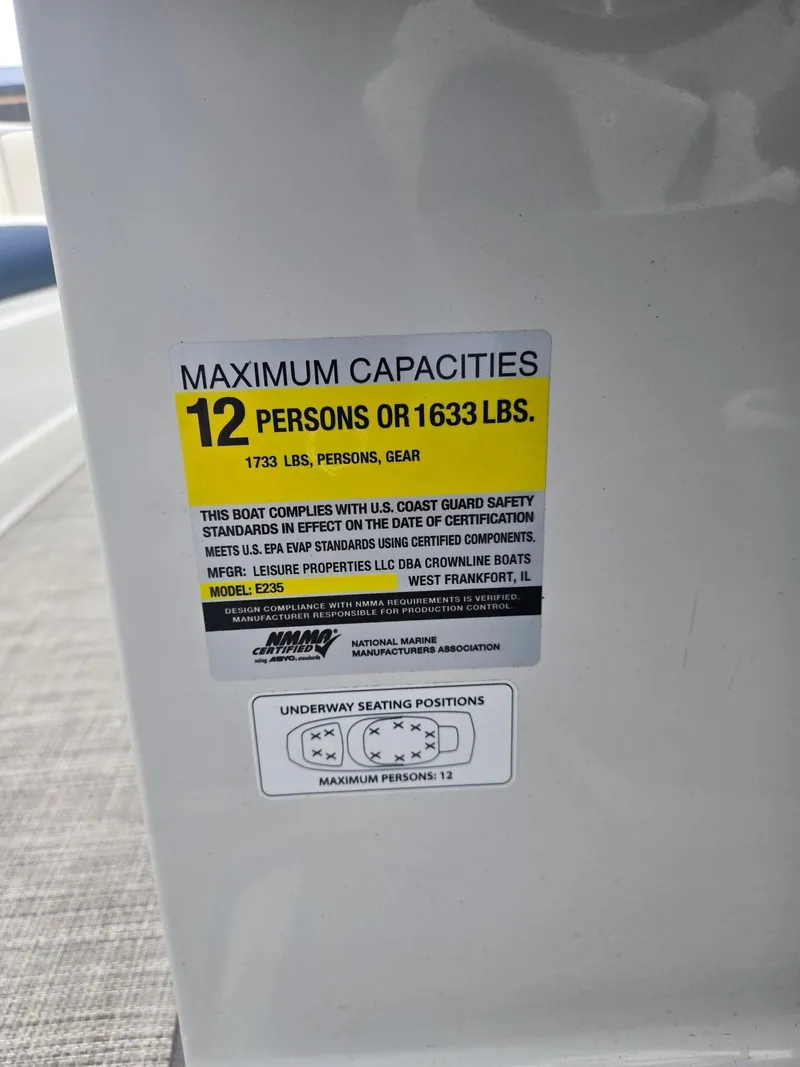 MAXIMUM CAPACITIES
12 PERSONS OR 1633 LBS.
1733 LBS, PERSONS, GEAR
THIS BOAT COMPLIES WITH U.S. COAST GUARD SAFETY
STANDARDS IN EFFECT ON THE DATE OF CERTIFICATION
MEETS U.S. EPA EVAP STANDARDS USING CERTIFIED COMPONENTS.
MFGR: LEISURE PROPERTIES LLC DBA CROWNLINE BOATS
MODEL: E235 WEST FRANKFORT, IL
DESIGN COMPLIANCE WITH NMMA REQUIREMENTS IS VERIFIED.
MANUFACTURER RESPONSIBLE FOR PRODUCTION CONTROL.
NMMA
CERTIFIED
using ABYC standards
NATIONAL MARINE
MANUFACTURERS ASSOCIATION
UNDERWAY SEATING POSITIONS
MAXIMUM PERSONS: 12